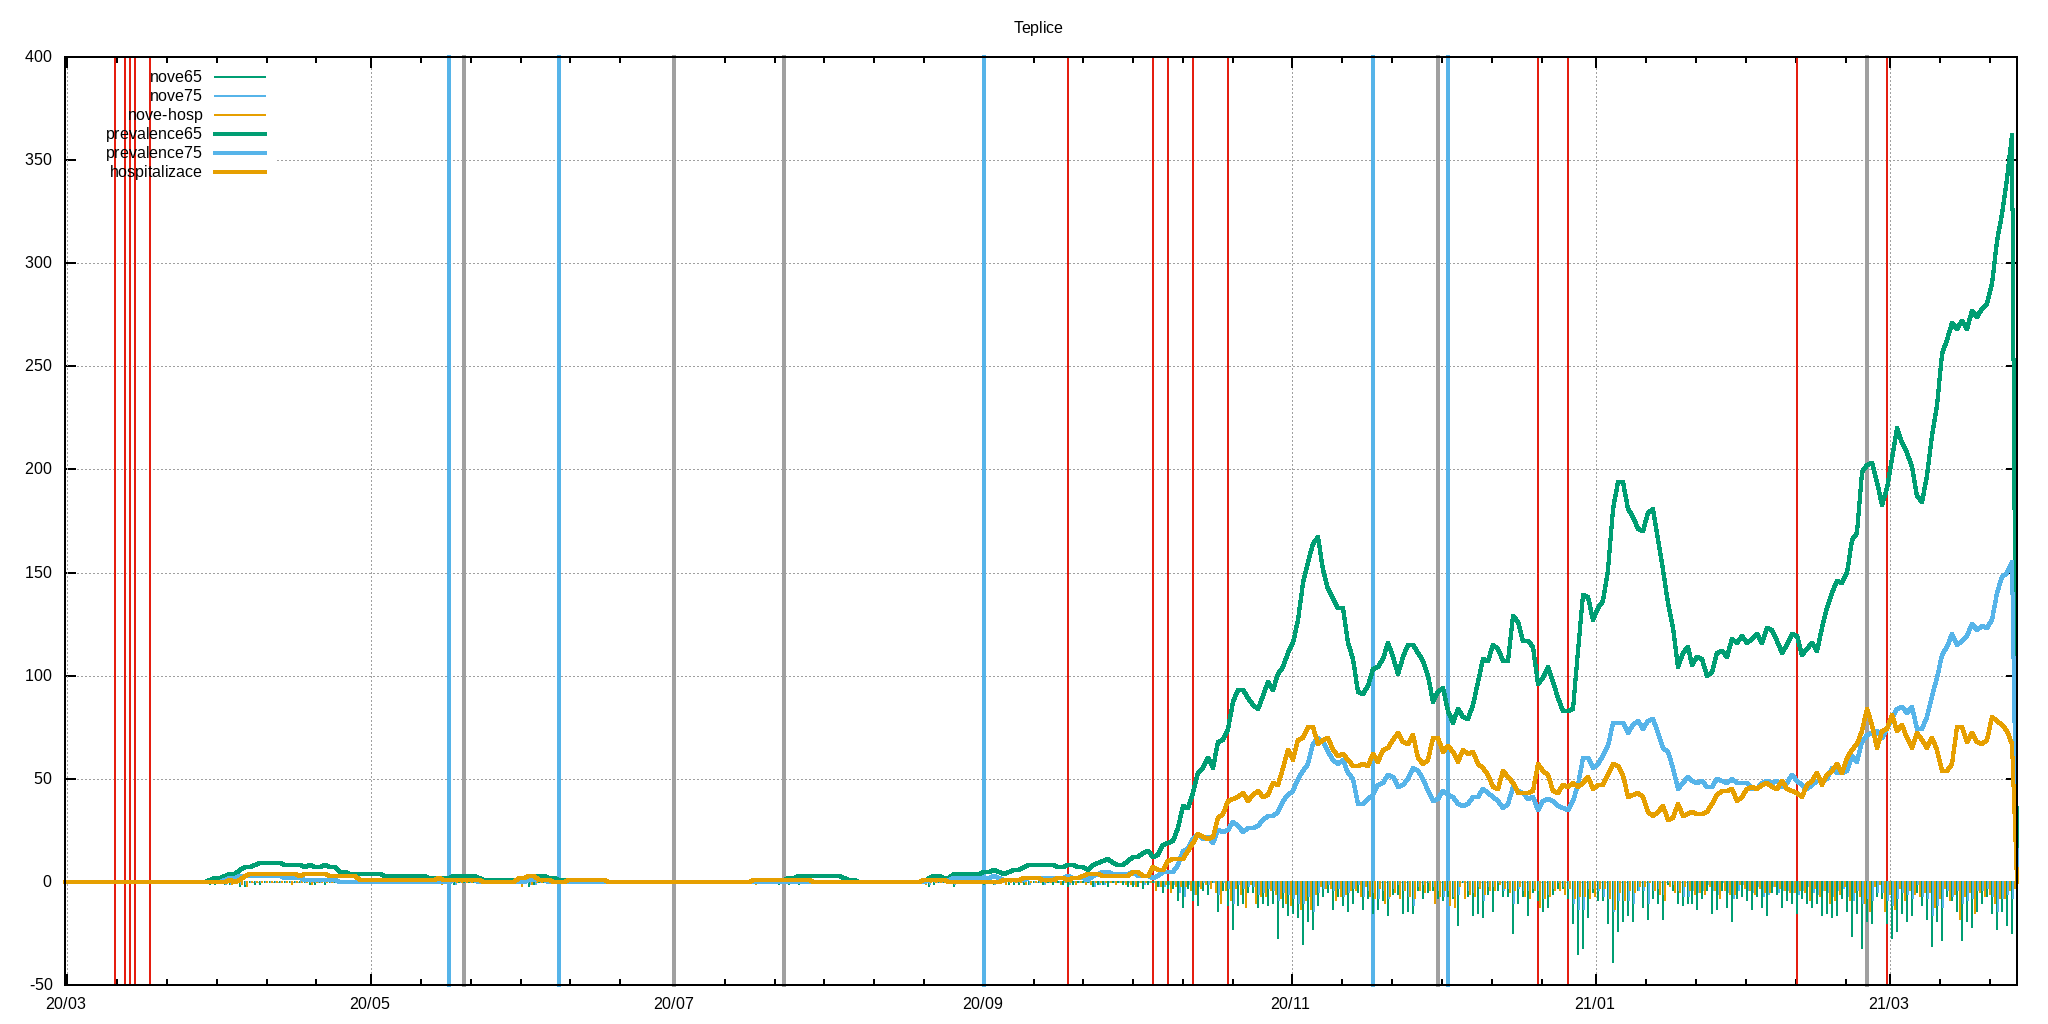 Teplice
400
350
300
250
200
150
100
50
0
-50
nove65
nove75
nove-hosp
prevalence65
prevalence75
hospitalizace
20/03 20/05 20/07 20/09 20/11 21/01 21/03